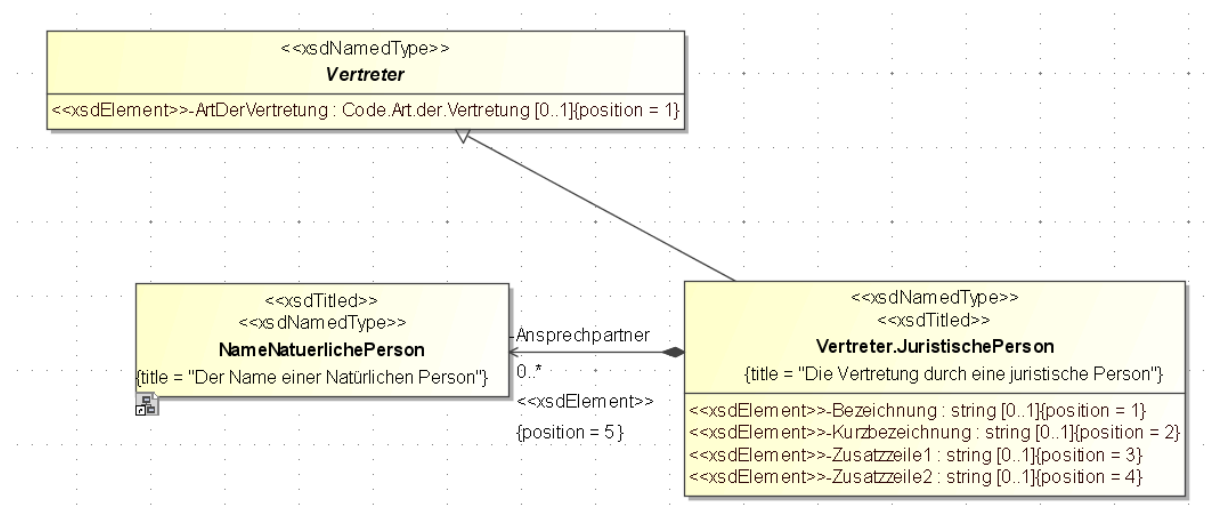 <<xsdNamedType>>
Vertreter
<<xsdElement>>-ArtDerVertretung : Code.Art.der.Vertretung [0..1]{position = 1}
<<xsdTitled>>
<<xsdNamedType>>
NameNatuerlichePerson
{title = "Der Name einer Natürlichen Person"}
-Ansprechpartner
0..*
<<xsdElement>>
{position = 5}
<<xsdNamedType>>
<<xsdTitled>>
Vertreter.JuristischePerson
{title = "Die Vertretung durch eine juristische Person"}
<<xsdElement>>-Bezeichnung : string [0..1]{position = 1}
<<xsdElement>>-Kurzbezeichnung : string [0..1]{position = 2}
<<xsdElement>>-Zusatzzeile1 : string [0..1]{position = 3}
<<xsdElement>>-Zusatzzeile2 : string [0..1]{position = 4}